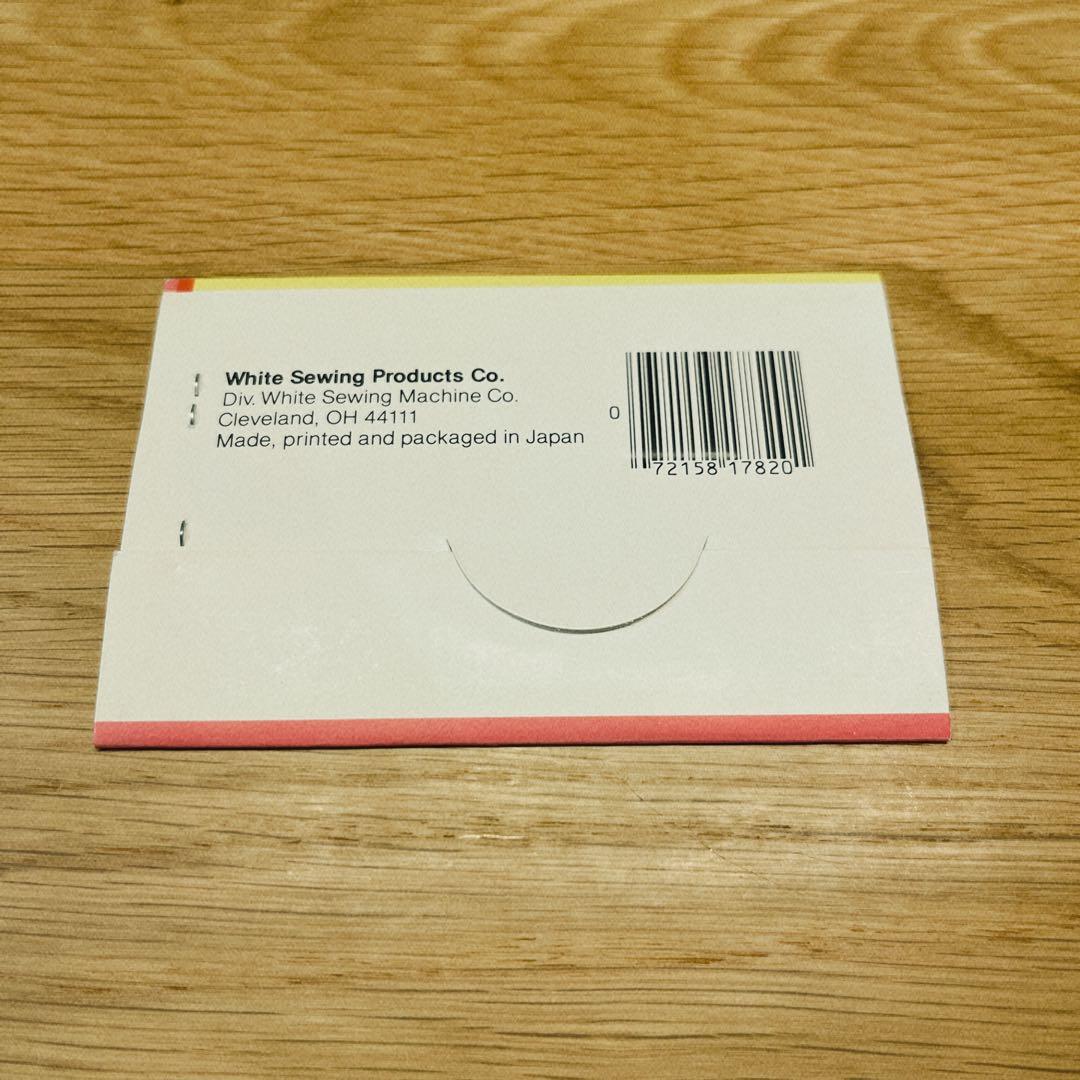 White Sewing Products Co.
Div. White Sewing Machine Co.
Cleveland, OH 44111
Made, printed and packaged in Japan
0 72158 17820